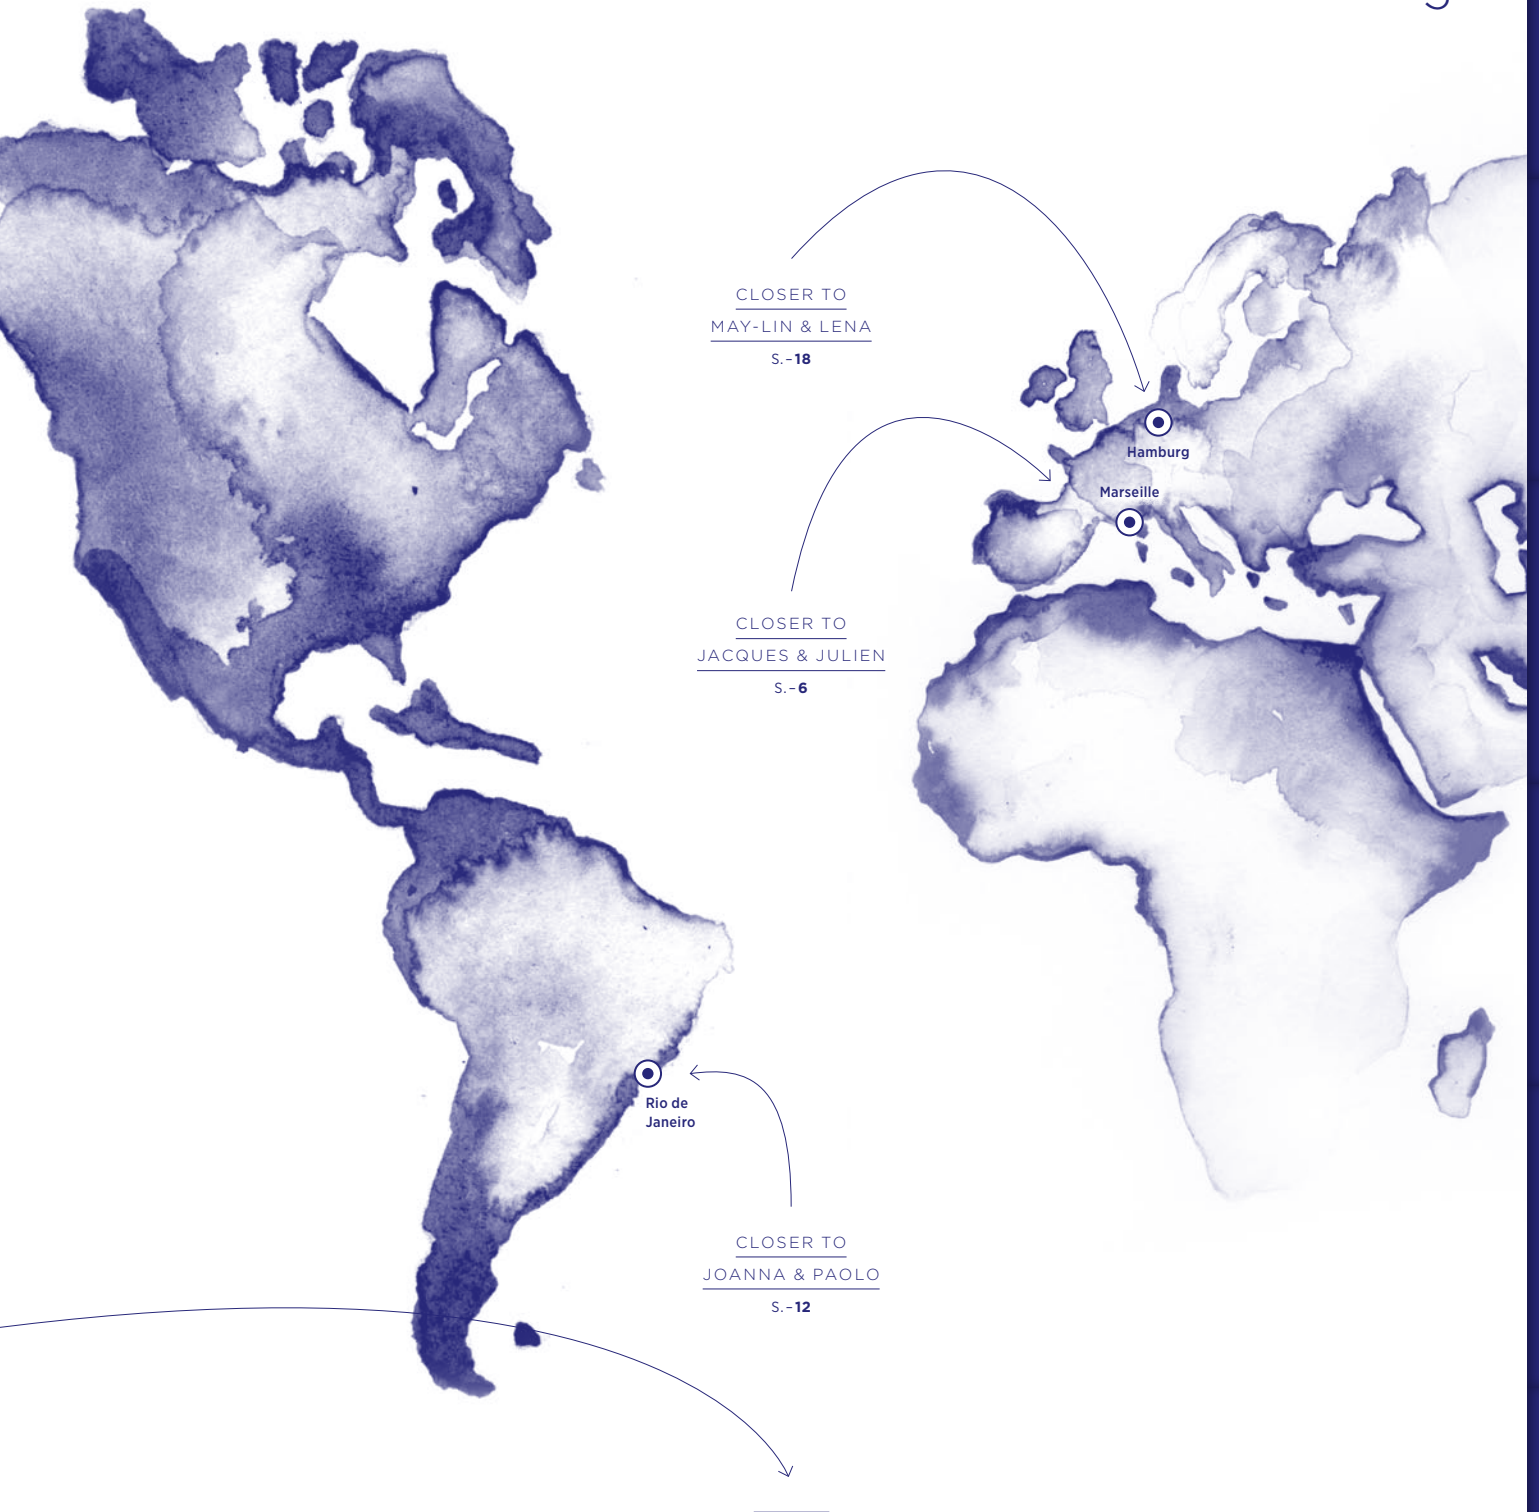 CLOSER TO
MAY-LIN & LENA
S.–18
Hamburg
Marseille
CLOSER TO
JACQUES & JULIEN
S.–6
Rio de
Janeiro
CLOSER TO
JOANNA & PAOLO
S.–12